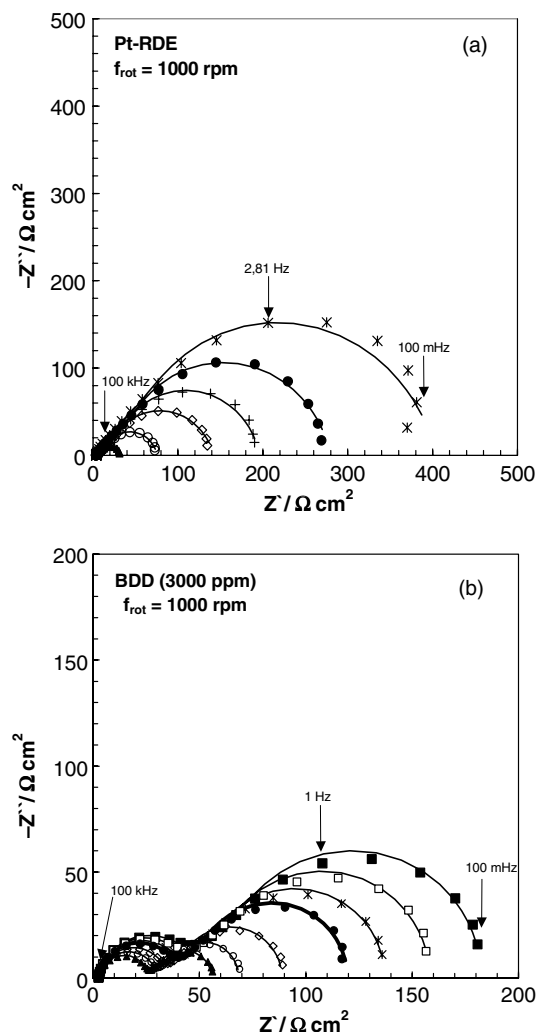 500
Pt-RDE
(a)
f_rot = 1000 rpm
400
300
–Z``/ Ω cm²
200
2,81 Hz
100 mHz
100
100 kHz
0
0 100 200 300 400 500
Z`/ Ω cm²
200
BDD (3000 ppm)
(b)
f_rot = 1000 rpm
150
–Z``/ Ω cm²
100
1 Hz
50
100 mHz
100 kHz
0
0 50 100 150 200
Z`/ Ω cm²